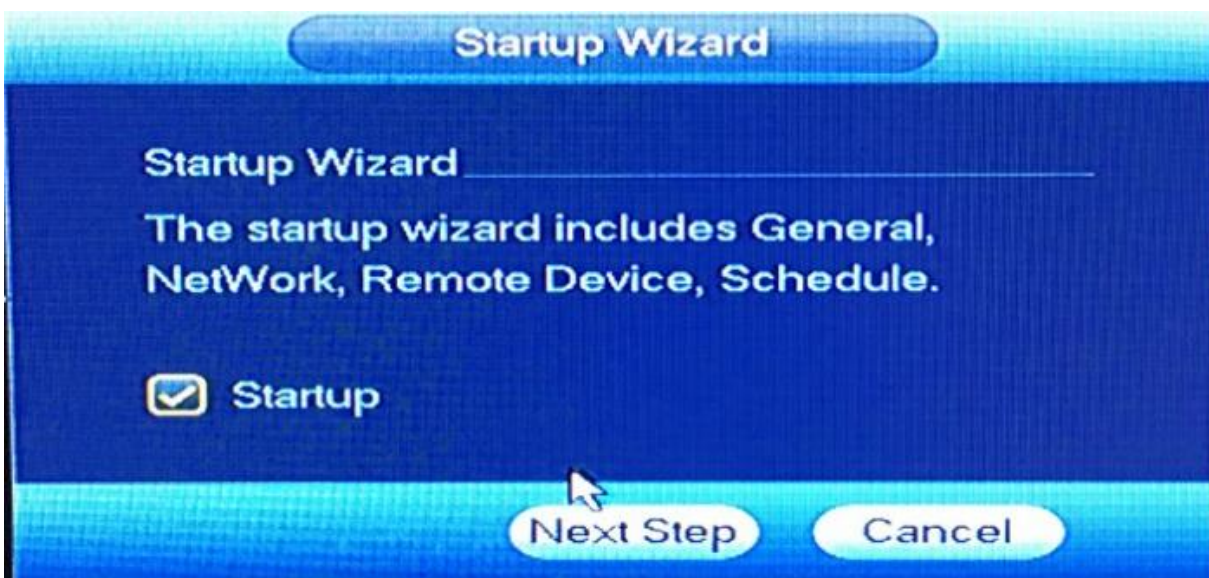 Startup Wizard
Startup Wizard
The startup wizard includes General,
NetWork, Remote Device, Schedule.
Startup
Next Step
Cancel